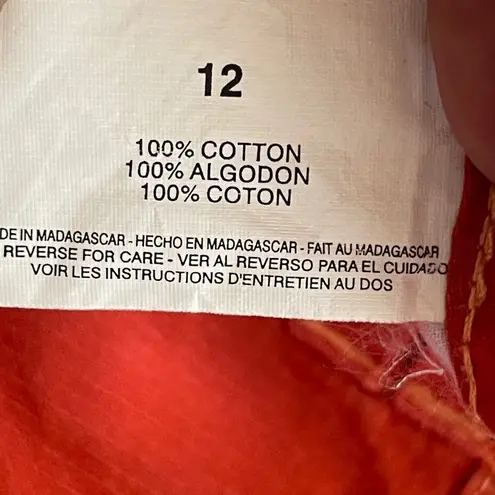 12
100% COTTON
100% ALGODON
100% COTON
DE IN MADAGASCAR - HECHO EN MADAGASCAR - FAIT AU MADAGASCAR
REVERSE FOR CARE - VER AL REVERSO PARA EL CUIDADO
VOIR LES INSTRUCTIONS D'ENTRETIEN AU DOS